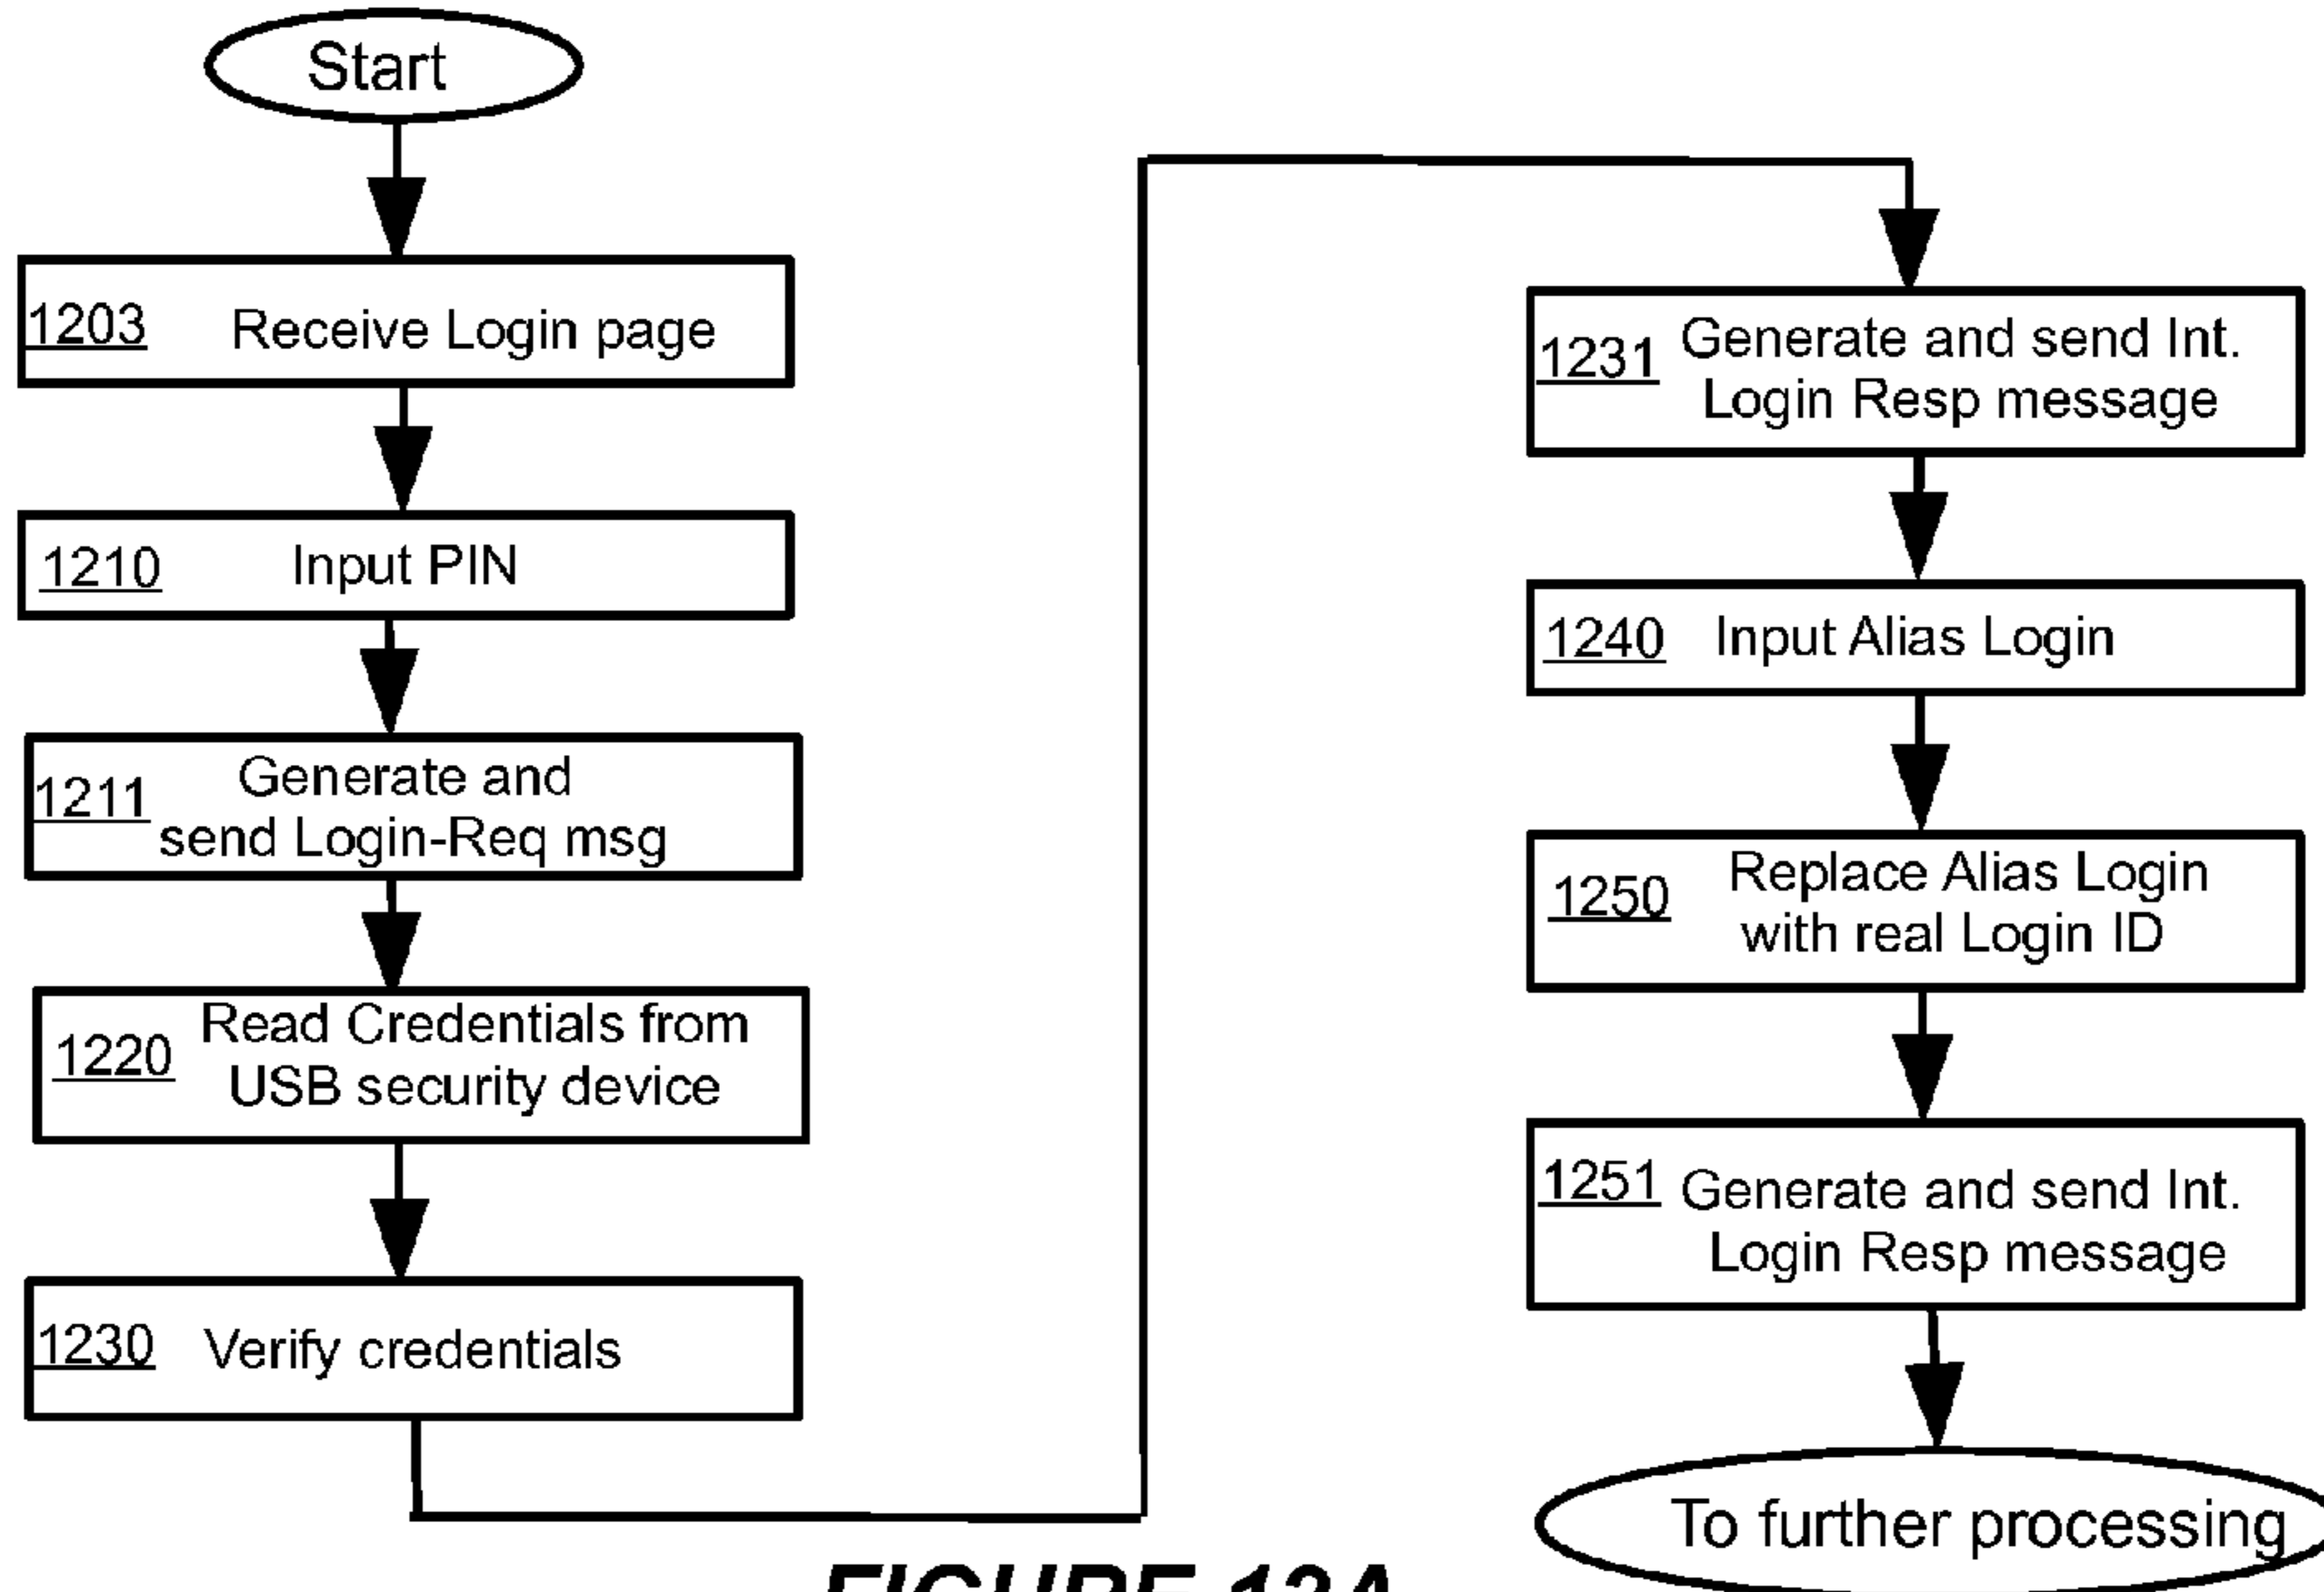 Start
1203 Receive Login page
1210 Input PIN
1211 Generate and
send Login-Req msg
1220 Read Credentials from
USB security device
1230 Verify credentials
1231 Generate and send Int.
Login Resp message
1240 Input Alias Login
1250 Replace Alias Login
with real Login ID
1251 Generate and send Int.
Login Resp message
To further processing
FIGURE 12A